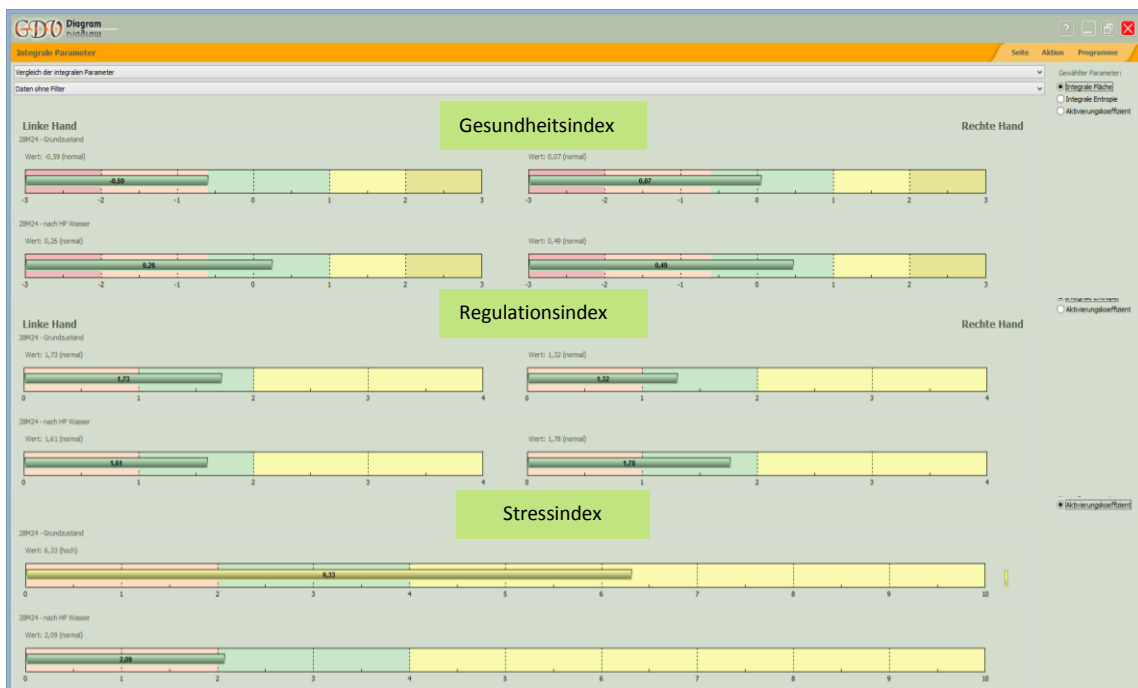 GDV Diagram
Integrale Parameter
Seite Aktion Programme
Vergleich der integralen Parameter
Gewählter Parameter:
Daten ohne Filter
Integrale Fläche
Integrale Entropie
Aktivierungskoeffizient
Gesundheitsindex
Linke Hand Rechte Hand
28M24 - Grundzustand
Wert: -0,59 (normal) Wert: 0,07 (normal)
-0,59 0,07
-3 -2 -1 0 1 2 3 -3 -2 -1 0 1 2 3
28M24 - nach HP Wasser
Wert: 0,26 (normal) Wert: 0,49 (normal)
0,26 0,49
-3 -2 -1 0 1 2 3 -3 -2 -1 0 1 2 3
Integrale Entropie
Aktivierungskoeffizient
Regulationsindex
Linke Hand Rechte Hand
28M24 - Grundzustand
Wert: 1,73 (normal) Wert: 1,32 (normal)
1,73 1,32
0 1 2 3 4 0 1 2 3 4
28M24 - nach HP Wasser
Wert: 1,61 (normal) Wert: 1,78 (normal)
1,61 1,78
0 1 2 3 4 0 1 2 3 4
Stressindex
Aktivierungskoeffizient
28M24 - Grundzustand
Wert: 6,33 (hoch)
6,33
0 1 2 3 4 5 6 7 8 9 10
28M24 - nach HP Wasser
Wert: 2,09 (normal)
2,09
0 1 2 3 4 5 6 7 8 9 10